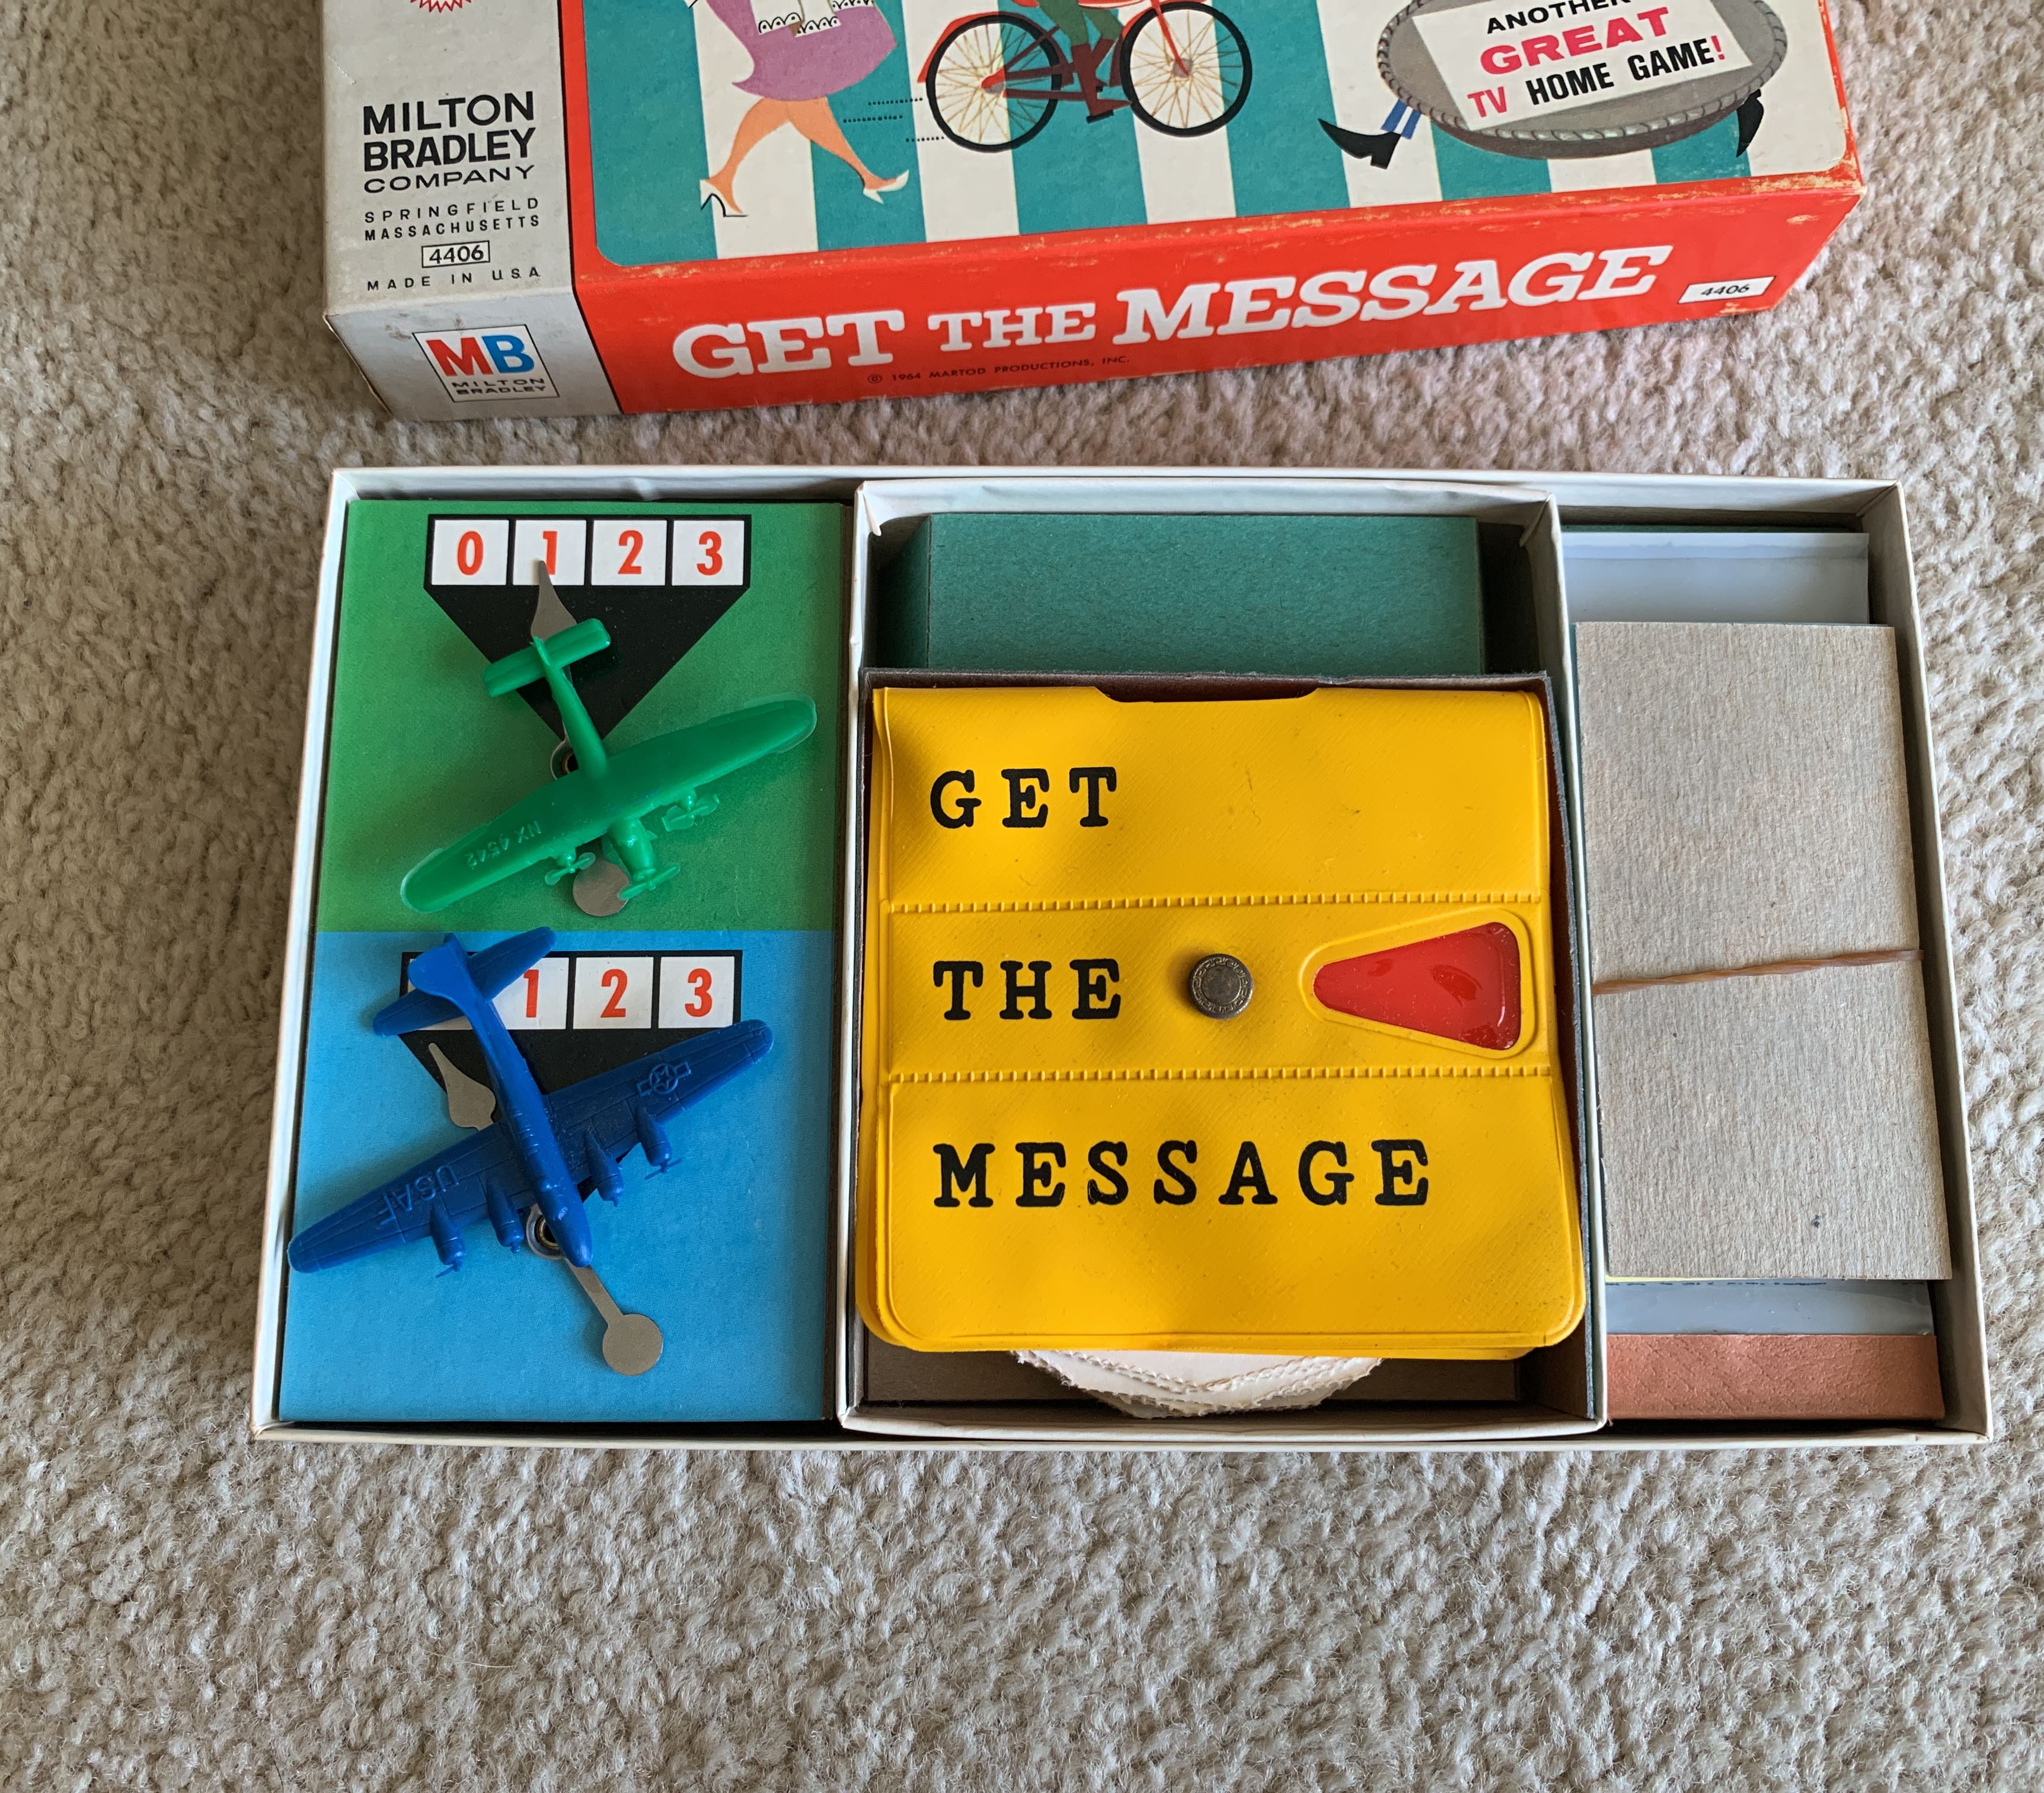 MILTON
BRADLEY
COMPANY
SPRINGFIELD
MASSACHUSETTS
4406
MADE IN U.S.A.
MB
MILTON
BRADLEY
ANOTHER
GREAT
TV HOME GAME!
GET THE MESSAGE
4406
© 1964 MARTOD PRODUCTIONS, INC.
0 1 2 3
NX 4542
1 2 3
USAF
GET
THE
MESSAGE